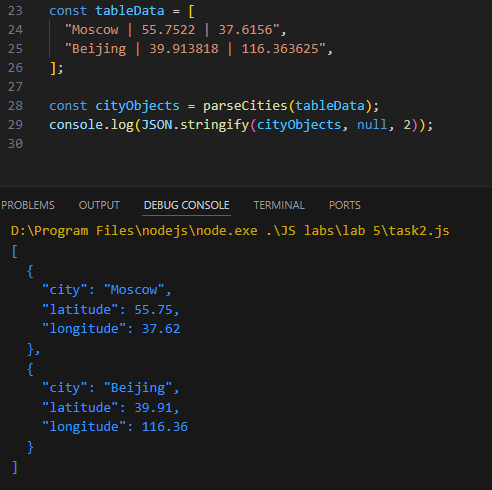 23 const tableData = [
24   "Moscow | 55.7522 | 37.6156",
25   "Beijing | 39.913818 | 116.363625",
26 ];
27
28 const cityObjects = parseCities(tableData);
29 console.log(JSON.stringify(cityObjects, null, 2));
30
PROBLEMS OUTPUT DEBUG CONSOLE TERMINAL PORTS
D:\Program Files\nodejs\node.exe .\JS labs\lab 5\task2.js
[
  {
    "city": "Moscow",
    "latitude": 55.75,
    "longitude": 37.62
  },
  {
    "city": "Beijing",
    "latitude": 39.91,
    "longitude": 116.36
  }
]